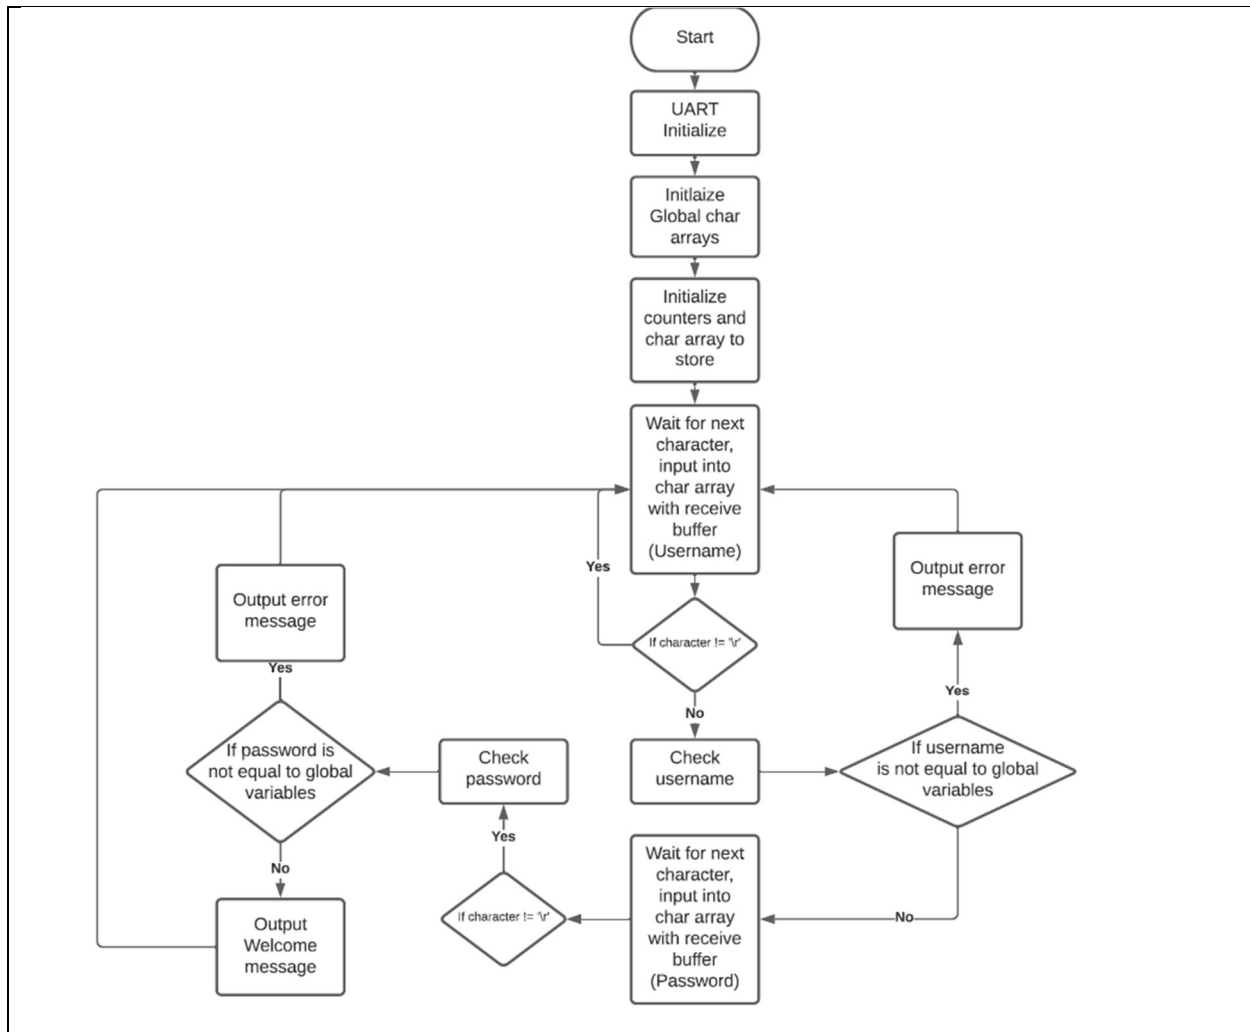 Start
UART
Initialize
Initlaize
Global char
arrays
Initialize
counters and
char array to
store
Wait for next
character,
input into
char array
with receive
buffer
(Username)
Yes
If character != '\r'
No
Check
username
If username
is not equal to global
variables
Yes
Output error
message
No
Wait for next
character,
input into
char array
with receive
buffer
(Password)
If character != '\r'
Yes
Check
password
If password is
not equal to global
variables
Yes
Output error
message
No
Output
Welcome
message